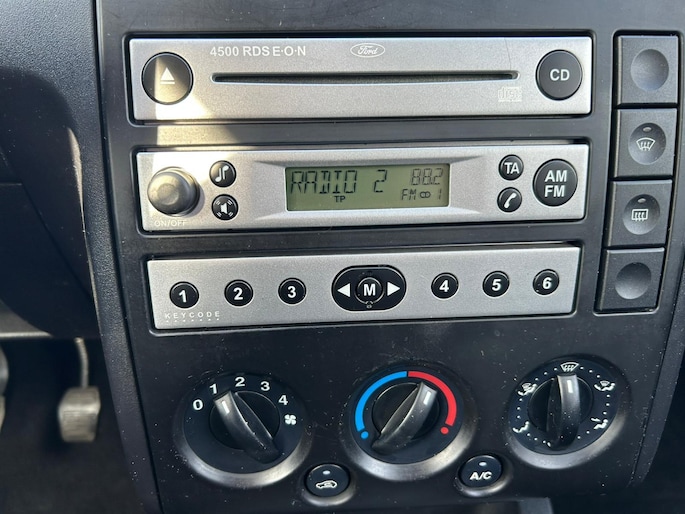 4500 RDS E·O·N
Ford
CD
RADIO 2
88.2
TP
FM 1
TA
AM
FM
ON/OFF
1 2 3 M 4 5 6
KEYCODE
0 1 2 3 4
A/C